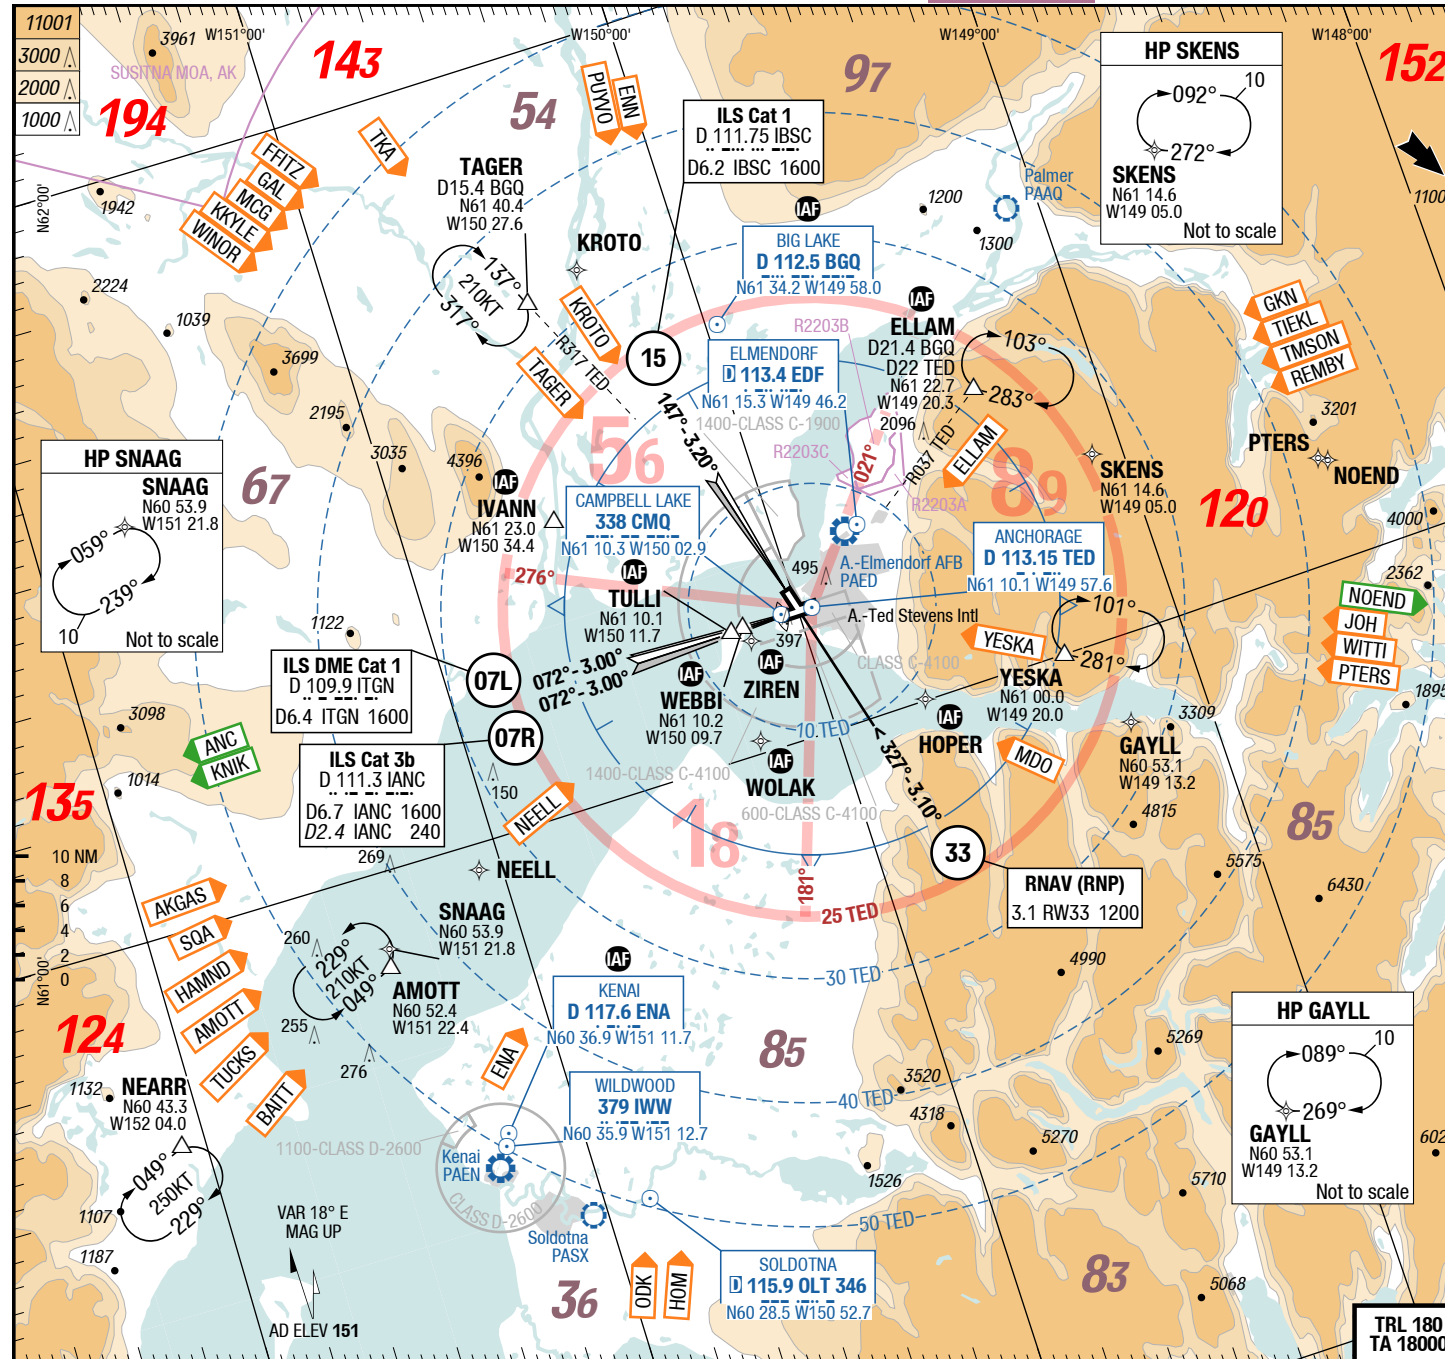 11001
3000
2000
1000
3961
W151°00'
SUSITNA MOA, AK
143
194
W150°00'
W149°00'
W148°00'
152
97
54
PUYVO
ENN
TKA
FFITZ
GAL
MCG
KKYLE
WINOR
N62°00'
1942
2224
1039
3699
2195
3035
4396
TAGER
D15.4 BGQ
N61 40.4
W150 27.6
137°
210KT
317°
KROTO
KROTO
TAGER
R317 TED
ILS Cat 1
D 111.75 IBSC
D6.2 IBSC 1600
15
147°-3.20°
IAF
BIG LAKE
D 112.5 BGQ
N61 34.2 W149 58.0
1200
1300
Palmer
PAAQ
HP SKENS
092°
10
272°
SKENS
N61 14.6
W149 05.0
Not to scale
1100
R2203B
IAF
ELLAM
D21.4 BGQ
D22 TED
N61 22.7
W149 20.3
2096
103°
283°
ELMENDORF
D 113.4 EDF
N61 15.3 W149 46.2
1400-CLASS C-1900
R2203C
R2203A
021°
R037 TED
ELLAM
GKN
TIEKL
TMSON
REMBY
3201
PTERS
NOEND
120
4000
SKENS
N61 14.6
W149 05.0
56
89
67
HP SNAAG
SNAAG
N60 53.9
W151 21.8
059°
239°
10
Not to scale
IAF
IVANN
N61 23.0
W150 34.4
CAMPBELL LAKE
338 CMQ
N61 10.3 W150 02.9
276°
IAF
TULLI
N61 10.1
W150 11.7
495
A.-Elmendorf AFB
PAED
ANCHORAGE
D 113.15 TED
N61 10.1 W149 57.6
A.-Ted Stevens Intl
397
CLASS C-4100
101°
281°
YESKA
YESKA
N61 00.0
W149 20.0
2362
NOEND
JOH
WITTI
PTERS
1895
1122
ILS DME Cat 1
D 109.9 ITGN
D6.4 ITGN 1600
07L
07R
072°-3.00°
072°-3.00°
IAF
WEBBI
N61 10.2
W150 09.7
IAF
ZIREN
10 TED
IAF
HOPER
3309
GAYLL
N60 53.1
W149 13.2
MDO
4815
3098
ANC
KNIK
1014
135
ILS Cat 3b
D 111.3 IANC
D6.7 IANC 1600
D2.4 IANC 240
150
1400-CLASS C-4100
IAF
WOLAK
600-CLASS C-4100
327°-3.10°
33
RNAV (RNP)
3.1 RW33 1200
85
5575
6430
NEELL
18
269
NEELL
181°
25 TED
10 NM
8
6
4
2
0
N61°00'
AKGAS
SQA
HAMND
AMOTT
TUCKS
BAITT
124
SNAAG
N60 53.9
W151 21.8
229°
210KT
049°
260
255
276
AMOTT
N60 52.4
W151 22.4
IAF
KENAI
D 117.6 ENA
N60 36.9 W151 11.7
30 TED
4990
ENA
85
HP GAYLL
089°
10
269°
GAYLL
N60 53.1
W149 13.2
Not to scale
5269
3520
4318
5270
5710
602
1526
40 TED
WILDWOOD
379 IWW
N60 35.9 W151 12.7
1132
NEARR
N60 43.3
W152 04.0
049°
250KT
229°
1107
1187
1100-CLASS D-2600
Kenai
PAEN
CLASS D-2600
Soldotna
PASX
50 TED
VAR 18° E
MAG UP
AD ELEV 151
36
ODK
HOM
SOLDOTNA
D 115.9 OLT 346
N60 28.5 W150 52.7
83
5068
TRL 180
TA 18000